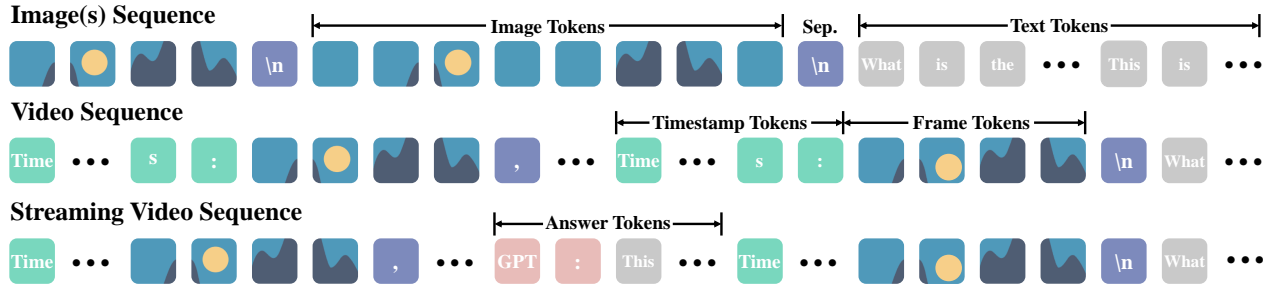 Image(s) Sequence
Image Tokens Sep. Text Tokens
\n \n What is the ••• This is •••
Video Sequence
Timestamp Tokens Frame Tokens
Time ••• s : , ••• Time ••• s : \n What •••
Streaming Video Sequence
Answer Tokens
Time ••• , ••• GPT : This ••• Time ••• \n What •••